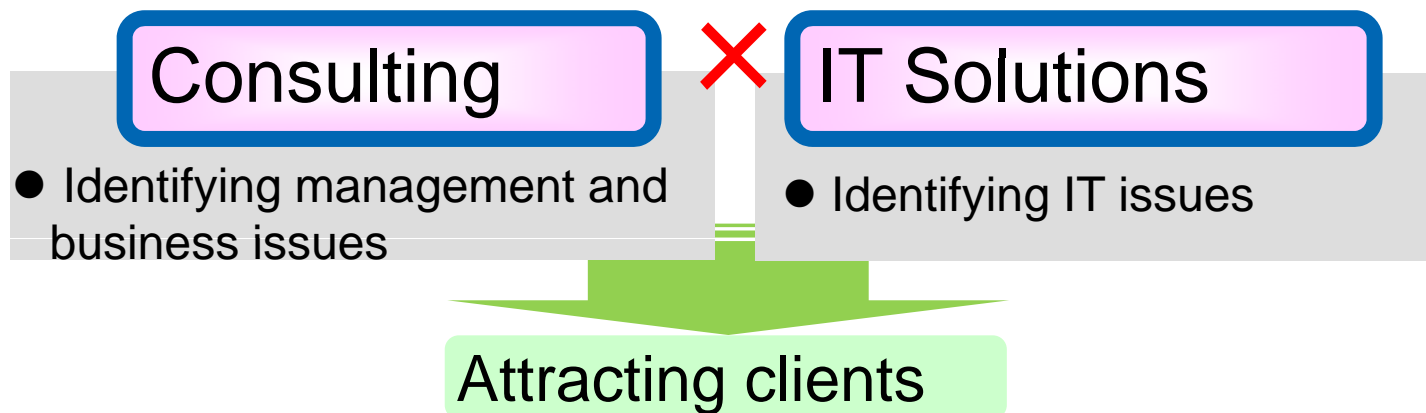 Consulting × IT Solutions
● Identifying management and
business issues
● Identifying IT issues
Attracting clients